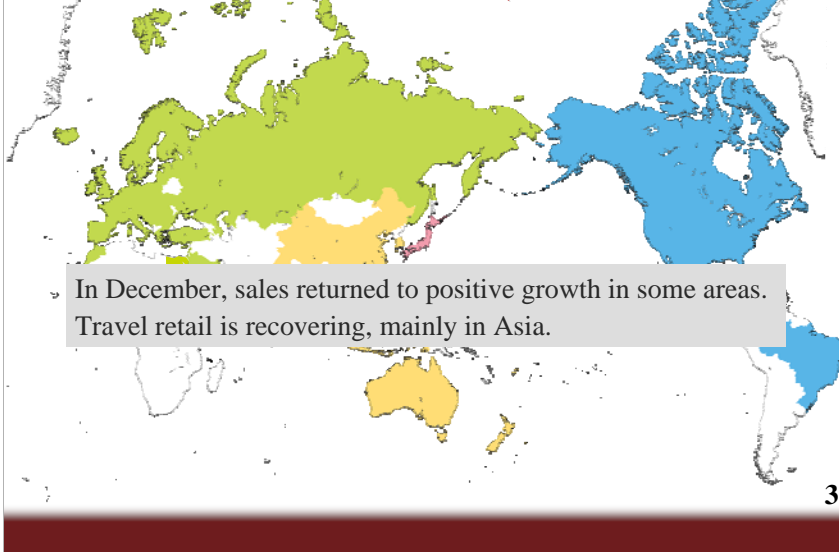 In December, sales returned to positive growth in some areas.
Travel retail is recovering, mainly in Asia.
3